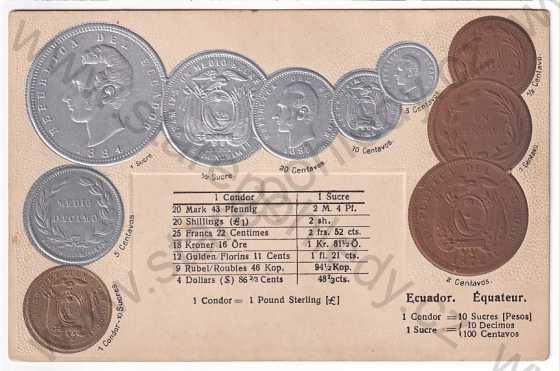 REPUBLICA DEL ECUADOR
1884
1 Sucre
½ Sucre
20 Centavos
10 Centavos.
5 Centavos
½ Centavo.
1 Centavo.
2 Centavos.
MEDIO
DECIMO
5 Centavos
1 Condor-10 Sucres.
1 Condor 1 Sucre
20 Mark 43 Pfennig 2 M. 4 Pf.
20 Shillings (£1) 2 sh.
25 Francs 22 Centimes 2 frs. 52 cts.
18 Kroner 16 Öre 1 Kr. 81½ Ö.
12 Gulden/Florins 11 Cents 1 fl. 21 cts.
9 Rubel/Roubles 46 Kop. 94½ Kop.
4 Dollars ($) 86⅔ Cents 48⅔ cts.
1 Condor = 1 Pound Sterling [£]
Ecuador. Équateur.
1 Condor = 10 Sucres [Pesos]
1 Sucre = 10 Decimos
100 Centavos